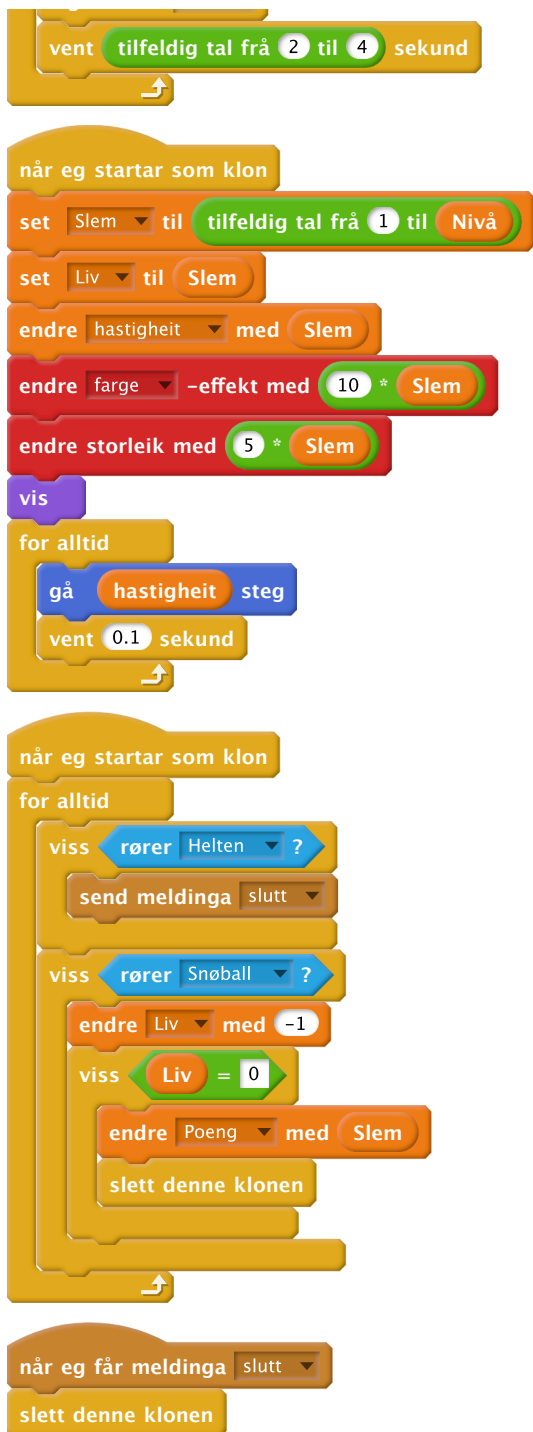 vent tilfeldig tal frå 2 til 4 sekund
når eg startar som klon
set Slem til tilfeldig tal frå 1 til Nivå
set Liv til Slem
endre hastigheit med Slem
endre farge -effekt med 10 * Slem
endre storleik med 5 * Slem
vis
for alltid
gå hastigheit steg
vent 0.1 sekund
når eg startar som klon
for alltid
viss rører Helten ?
send meldinga slutt
viss rører Snøball ?
endre Liv med -1
viss Liv = 0
endre Poeng med Slem
slett denne klonen
når eg får meldinga slutt
slett denne klonen